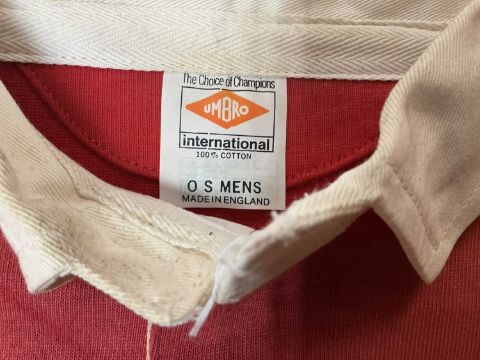 The Choice of Champions
UMBRO
international
100% COTTON
O S MENS
MADE IN ENGLAND